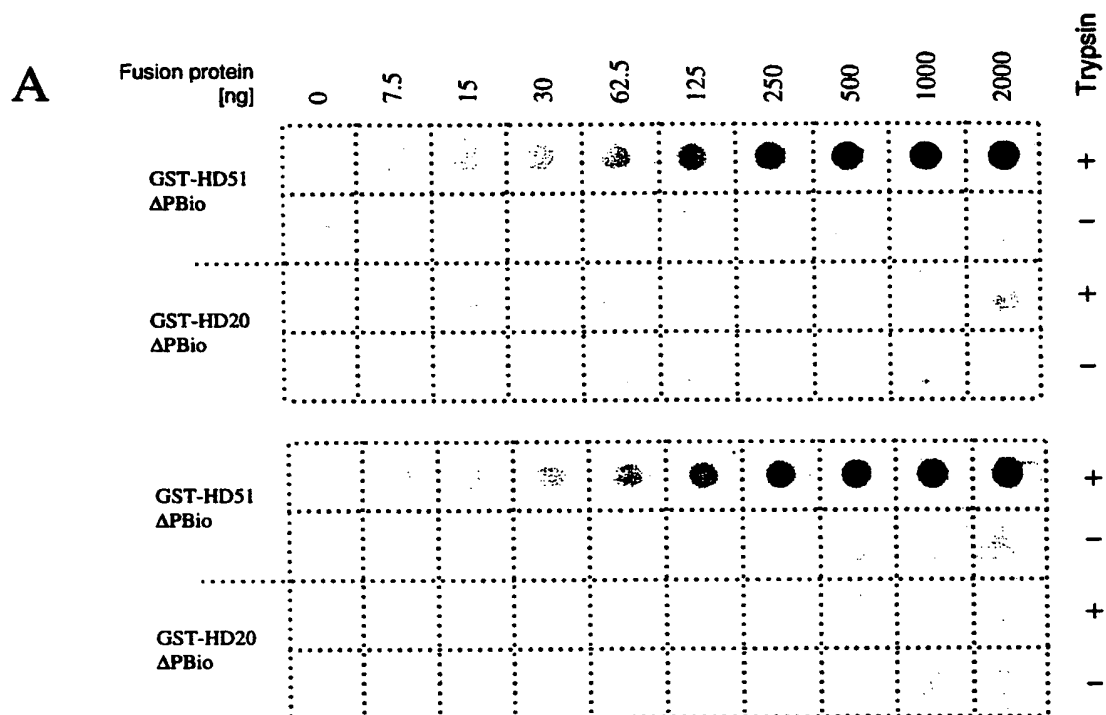 A
Fusion protein
[ng]
0 7.5 15 30 62.5 125 250 500 1000 2000
Trypsin
GST-HD51
ΔPBio
+
−
GST-HD20
ΔPBio
+
−
GST-HD51
ΔPBio
+
−
GST-HD20
ΔPBio
+
−